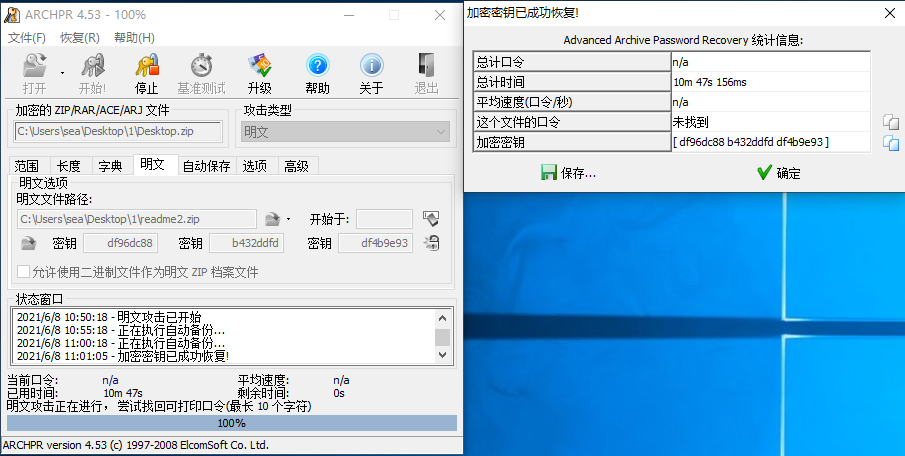 ARCHPR 4.53 - 100%
文件(F) 恢复(R) 帮助(H)
打开 开始! 停止 基准测试 升级 帮助 关于 退出
加密的 ZIP/RAR/ACE/ARJ 文件
C:\Users\sea\Desktop\1\Desktop.zip
攻击类型
明文
范围 长度 字典 明文 自动保存 选项 高级
明文选项
明文文件路径:
C:\Users\sea\Desktop\1\readme2.zip 开始于:
密钥 df96dc88 密钥 b432ddfd 密钥 df4b9e93
允许使用二进制文件作为明文 ZIP 档案文件
状态窗口
2021/6/8 10:50:18 - 明文攻击已开始
2021/6/8 10:55:18 - 正在执行自动备份...
2021/6/8 11:00:18 - 正在执行自动备份...
2021/6/8 11:01:05 - 加密密钥已成功恢复!
当前口令: n/a 平均速度: n/a
已用时间: 10m 47s 剩余时间: 0s
明文攻击正在进行，尝试找回可打印口令(最长 10 个字符)
100%
ARCHPR version 4.53 (c) 1997-2008 ElcomSoft Co. Ltd.
加密密钥已成功恢复!
Advanced Archive Password Recovery 统计信息:
总计口令 n/a
总计时间 10m 47s 156ms
平均速度(口令/秒) n/a
这个文件的口令 未找到
加密密钥 [ df96dc88 b432ddfd df4b9e93 ]
保存... 确定